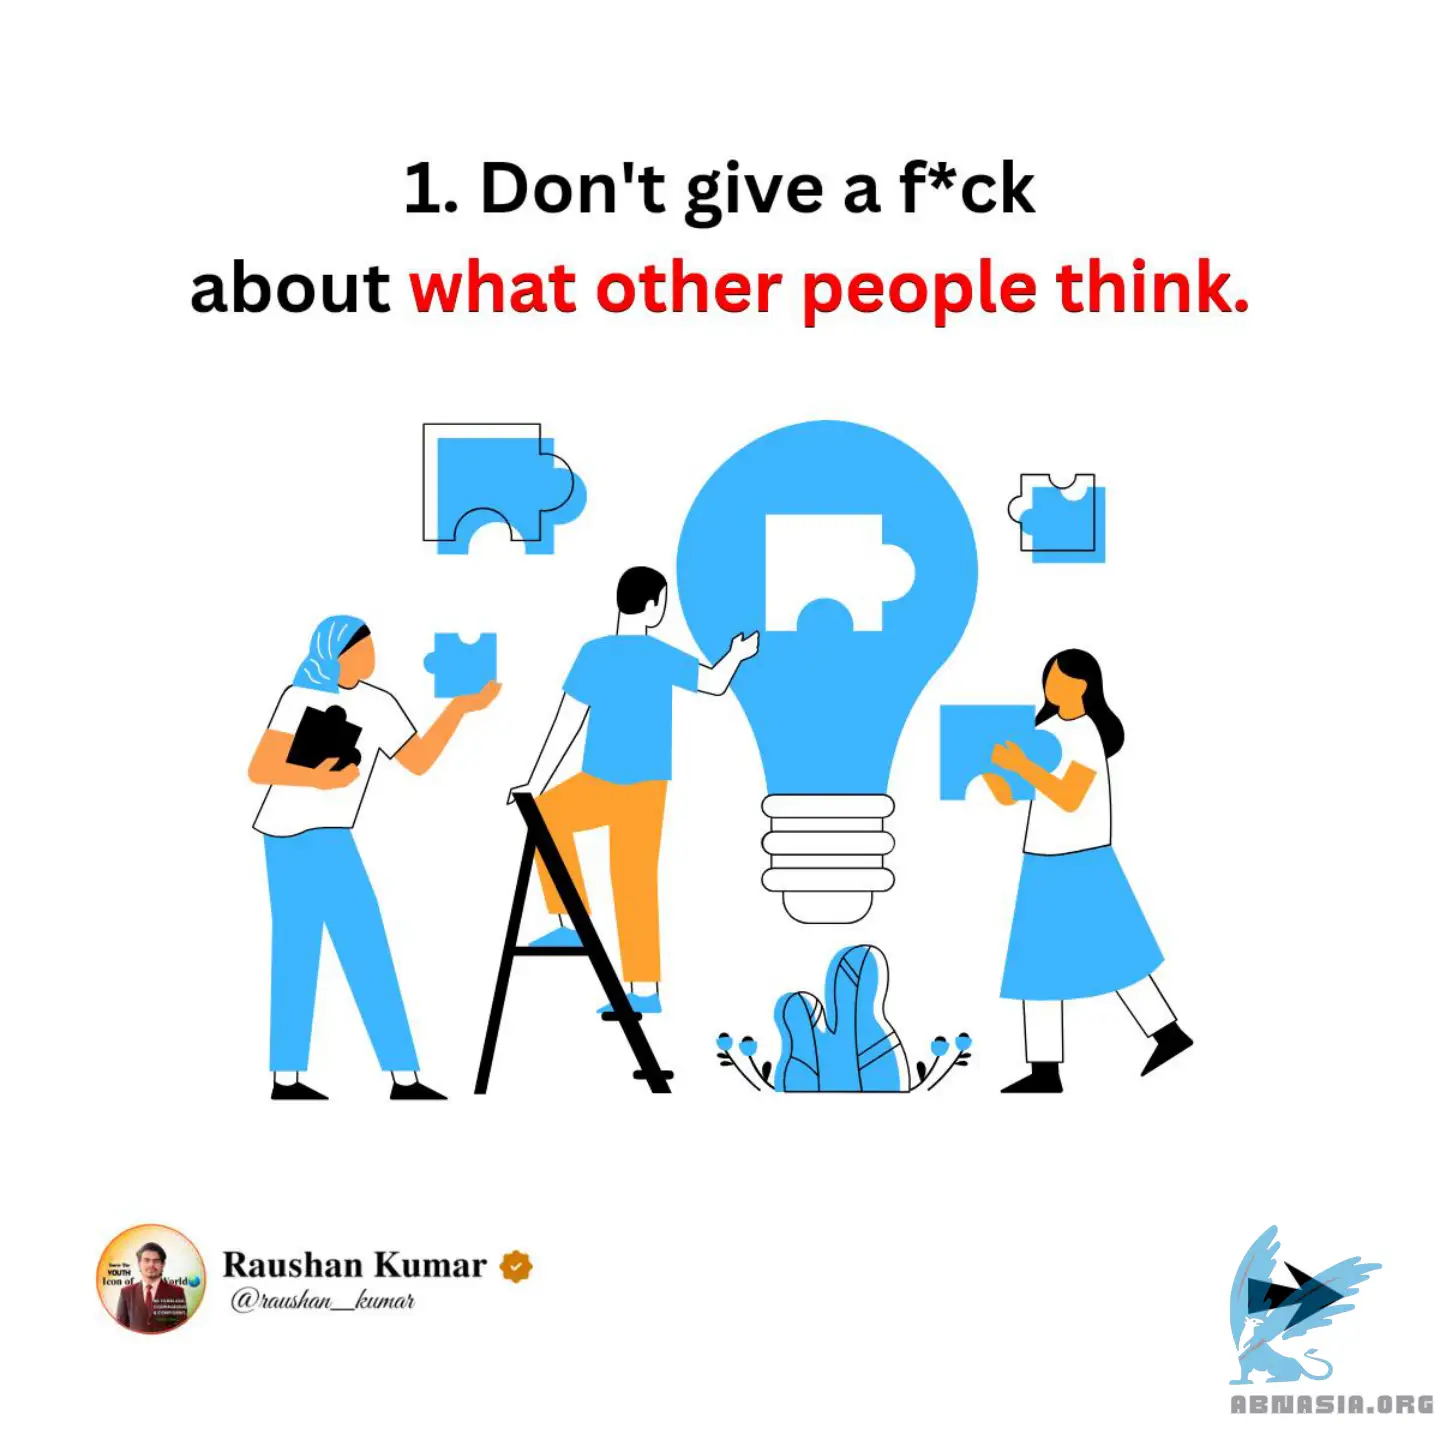 1. Don't give a f*ck
about what other people think.
YOUTH
Icon of World
Raushan Kumar
@raushan__kumar
ABNASIA.ORG